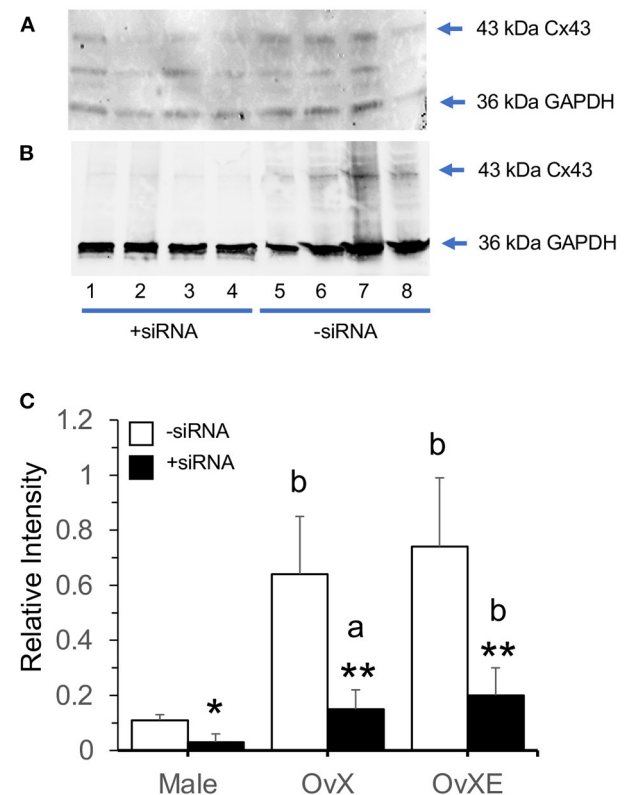 A
43 kDa Cx43
36 kDa GAPDH
B
43 kDa Cx43
36 kDa GAPDH
1 2 3 4 5 6 7 8
+siRNA -siRNA
C
1.2
1
0.8
0.6
0.4
0.2
0
Relative Intensity
-siRNA
+siRNA
*
b
a
**
b
b
**
Male OvX OvXE